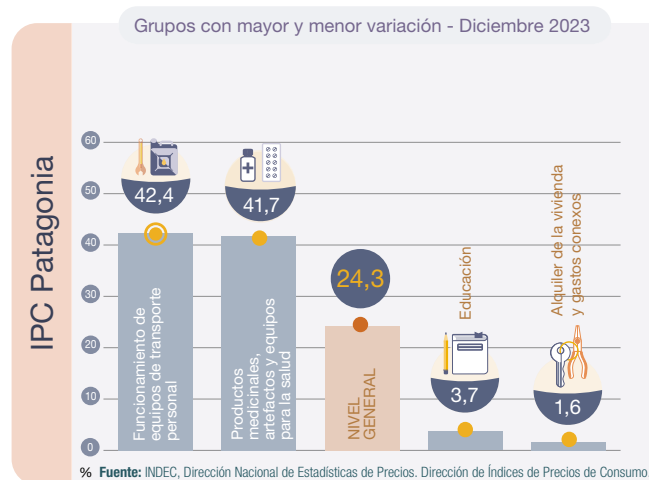 Grupos con mayor y menor variación - Diciembre 2023
IPC Patagonia
60
50
40
30
20
10
0
42,4
41,7
24,3
3,7
1,6
Funcionamiento de
equipos de transporte
personal
Productos
medicinales,
artefactos y equipos
para la salud
NIVEL
GENERAL
Educación
Alquiler de la vivienda
y gastos conexos
% Fuente: INDEC, Dirección Nacional de Estadísticas de Precios. Dirección de Índices de Precios de Consumo.